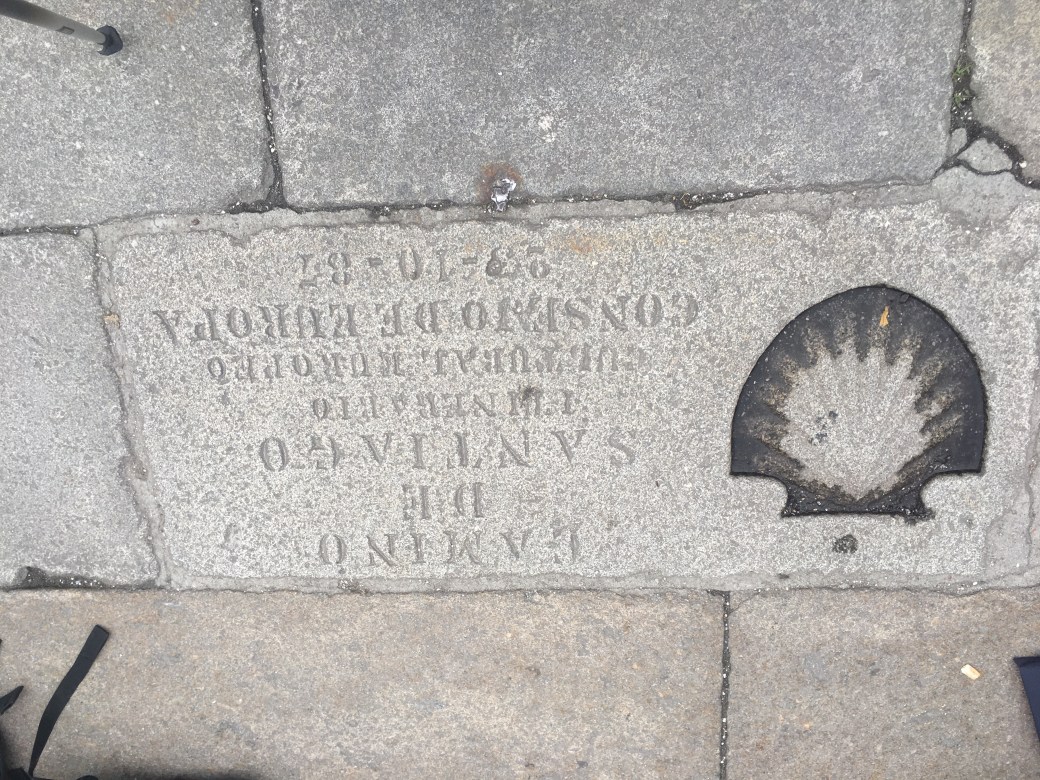 CAMINO
DE
SANTIAGO
ITINERARIO
CULTURAL EUROPEO
CONSEJO DE EUROPA
23-10-87